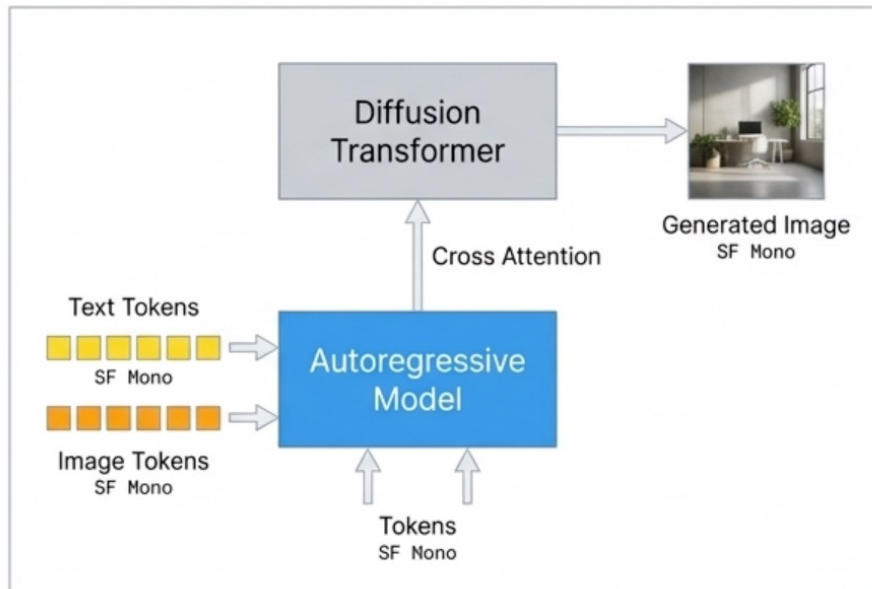 Diffusion
Transformer
Generated Image
SF Mono
Cross Attention
Text Tokens
SF Mono
Autoregressive
Model
Image Tokens
SF Mono
Tokens
SF Mono